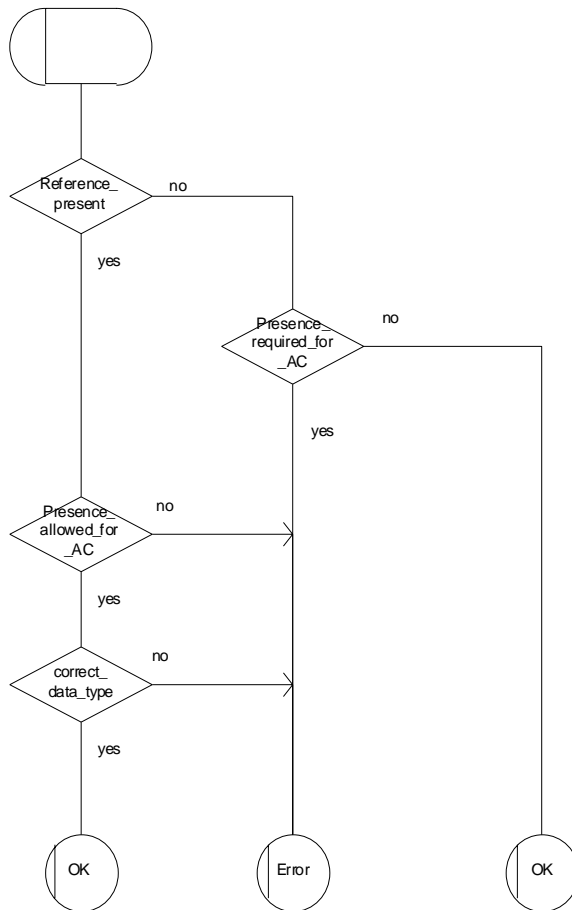 Reference_
present
no
yes
Presence_
required_for
_AC
no
yes
Presence_
allowed_for
_AC
no
yes
correct_
data_type
no
yes
OK
Error
OK